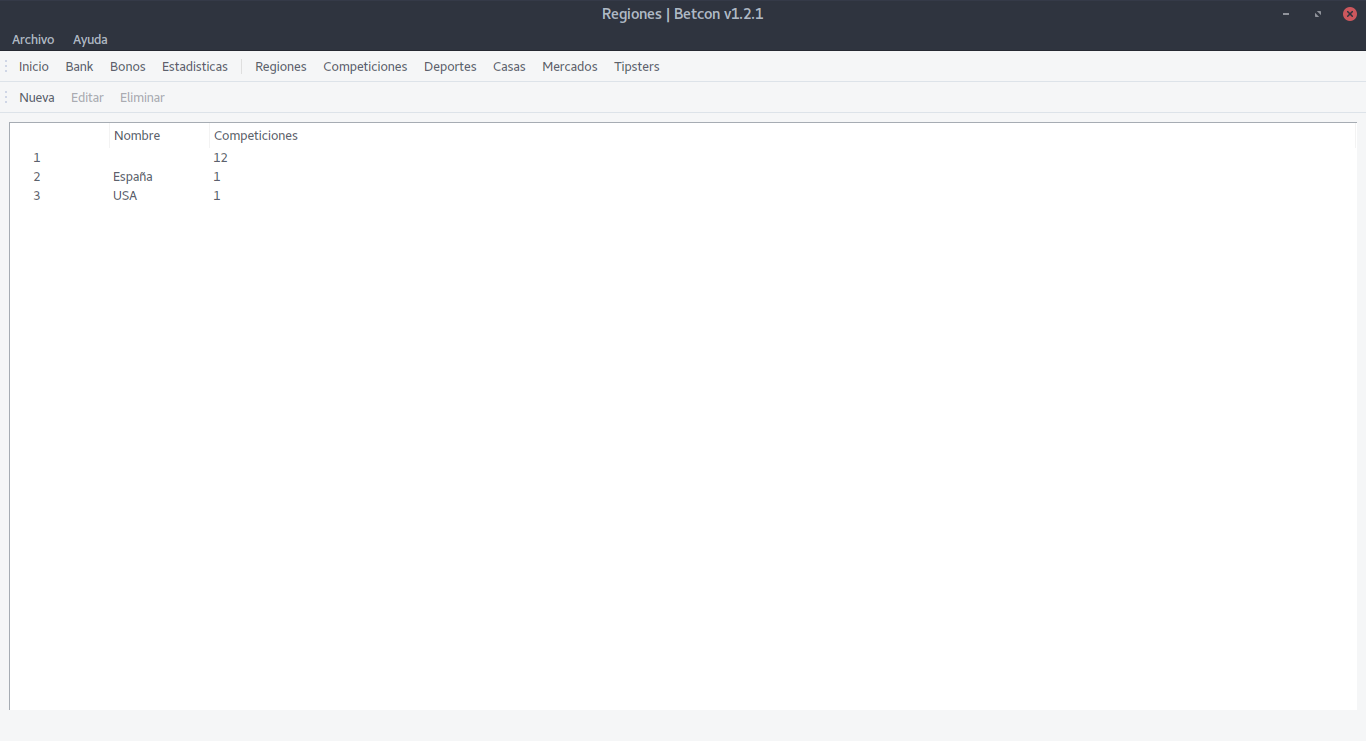 Regiones | Betcon v1.2.1
Archivo Ayuda
Inicio Bank Bonos Estadisticas Regiones Competiciones Deportes Casas Mercados Tipsters
Nueva Editar Eliminar
Nombre Competiciones
1 12
2 España 1
3 USA 1